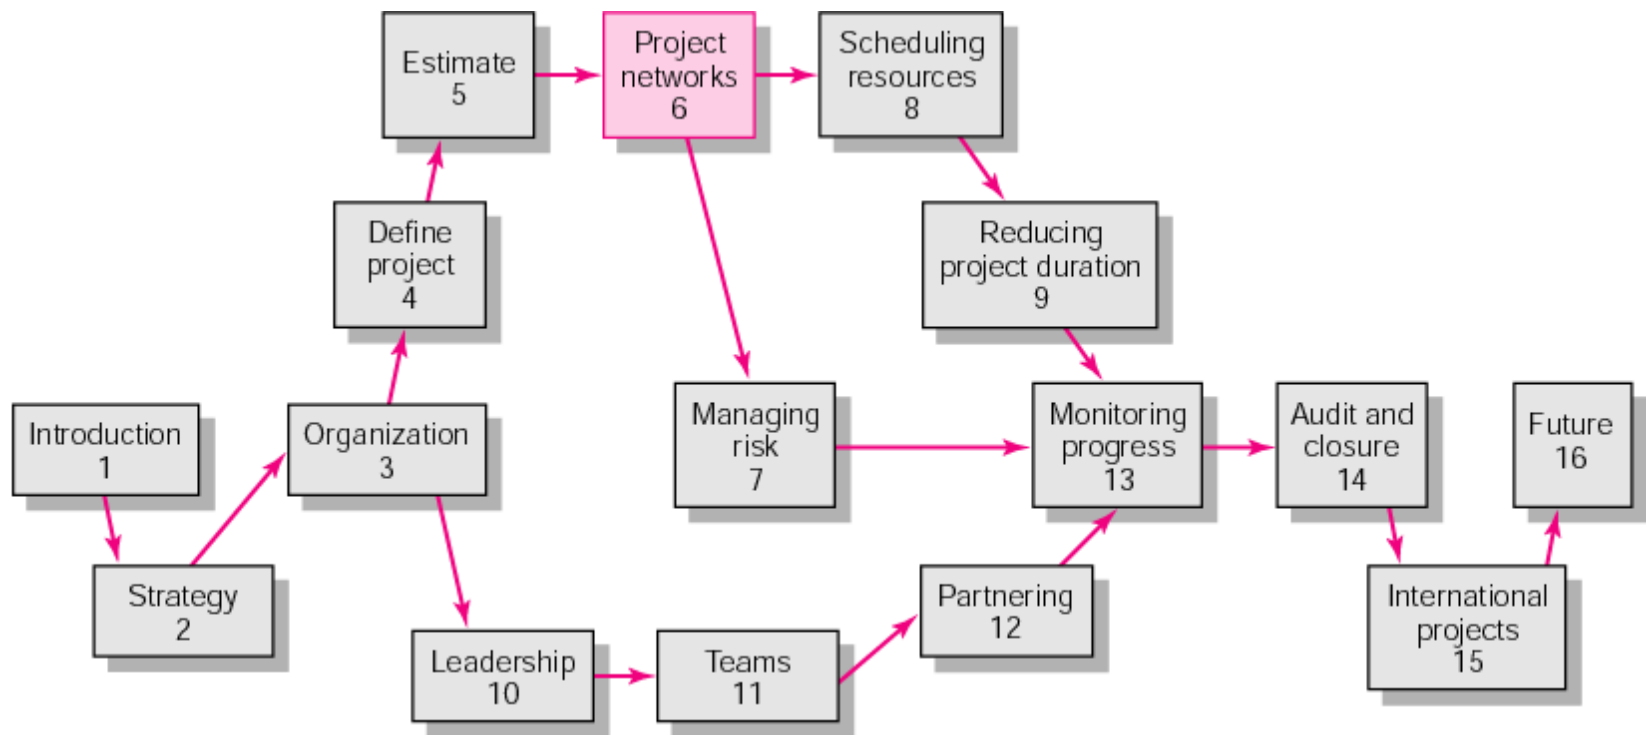 Introduction
1
Strategy
2
Organization
3
Define
project
4
Estimate
5
Project
networks
6
Managing
risk
7
Scheduling
resources
8
Reducing
project duration
9
Leadership
10
Teams
11
Partnering
12
Monitoring
progress
13
Audit and
closure
14
International
projects
15
Future
16